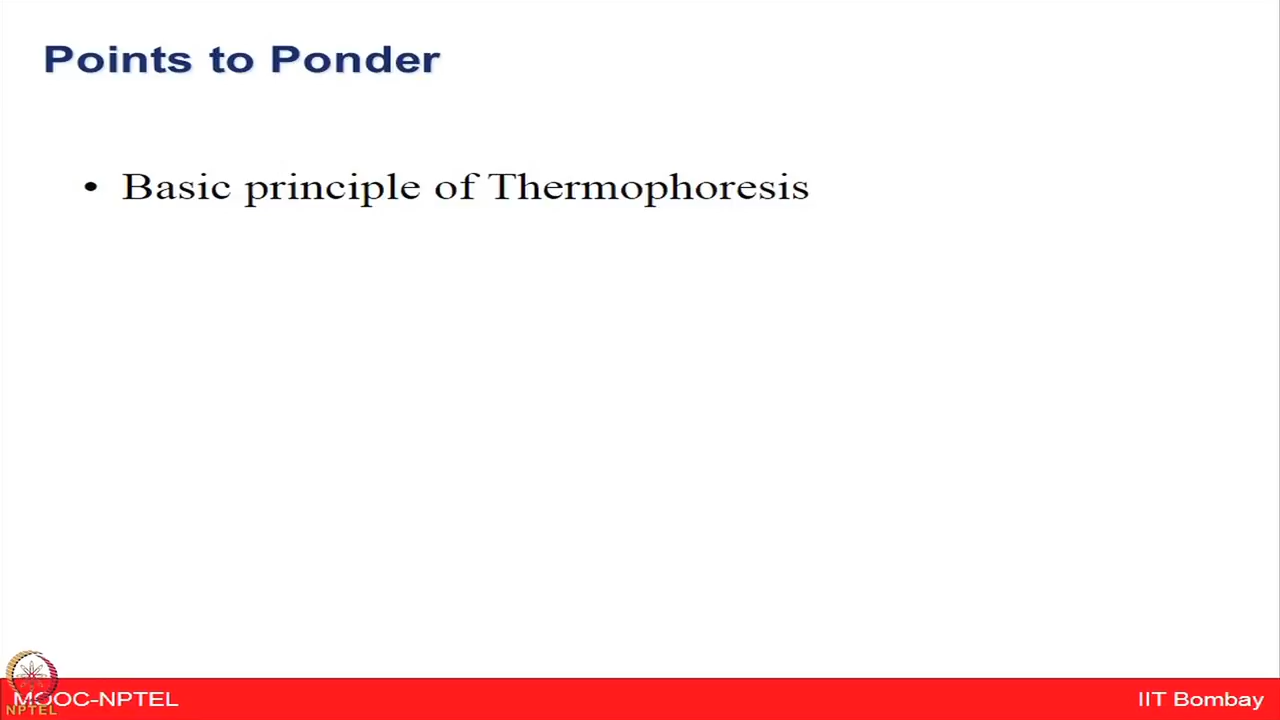 Points to Ponder
• Basic principle of Thermophoresis
MOOC-NPTEL
NPTEL
IIT Bombay